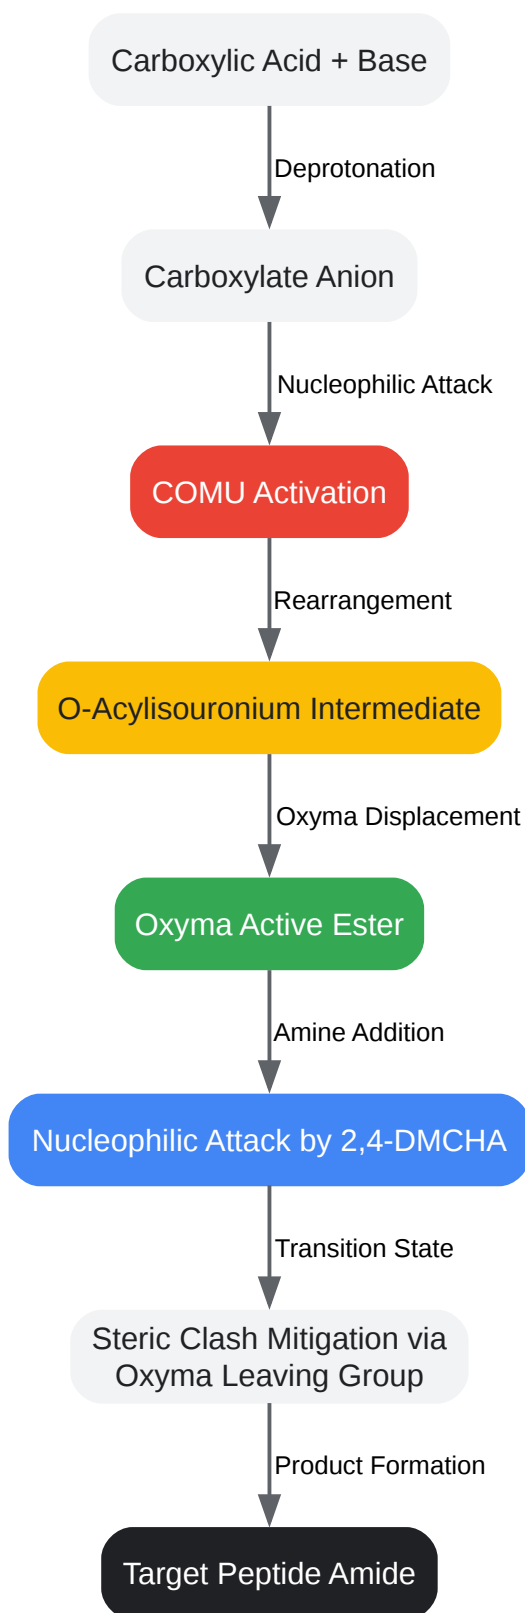 Carboxylic Acid + Base
Deprotonation
Carboxylate Anion
Nucleophilic Attack
COMU Activation
Rearrangement
O-Acylisouronium Intermediate
Oxyma Displacement
Oxyma Active Ester
Amine Addition
Nucleophilic Attack by 2,4-DMCHA
Transition State
Steric Clash Mitigation via
Oxyma Leaving Group
Product Formation
Target Peptide Amide